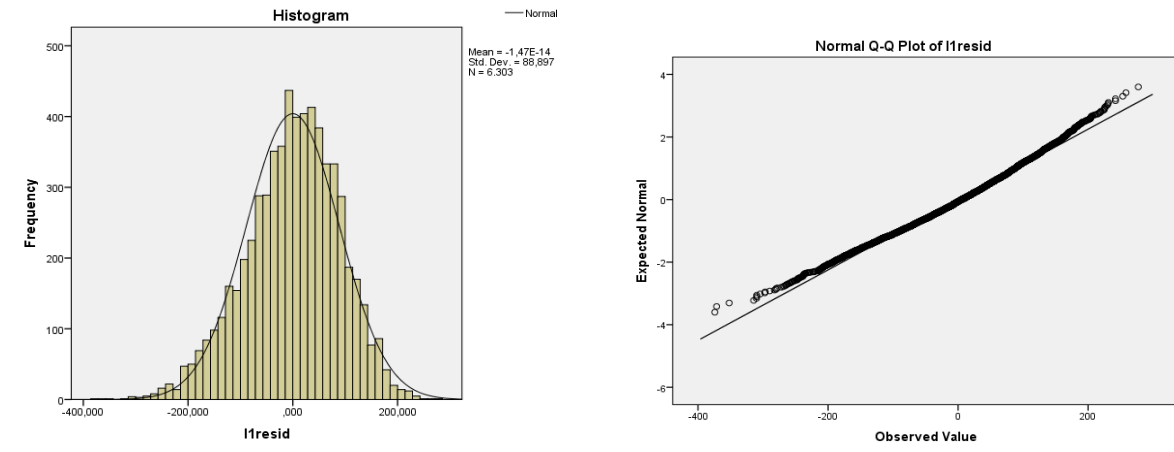 Histogram
Normal
Mean = -1,47E-14
Std. Dev. = 88,897
N = 6.303
500
400
300
200
100
0
Frequency
-400,000
-200,000
,000
200,000
l1resid
Normal Q-Q Plot of l1resid
4
2
0
-2
-4
-6
Expected Normal
-400
-200
0
200
Observed Value